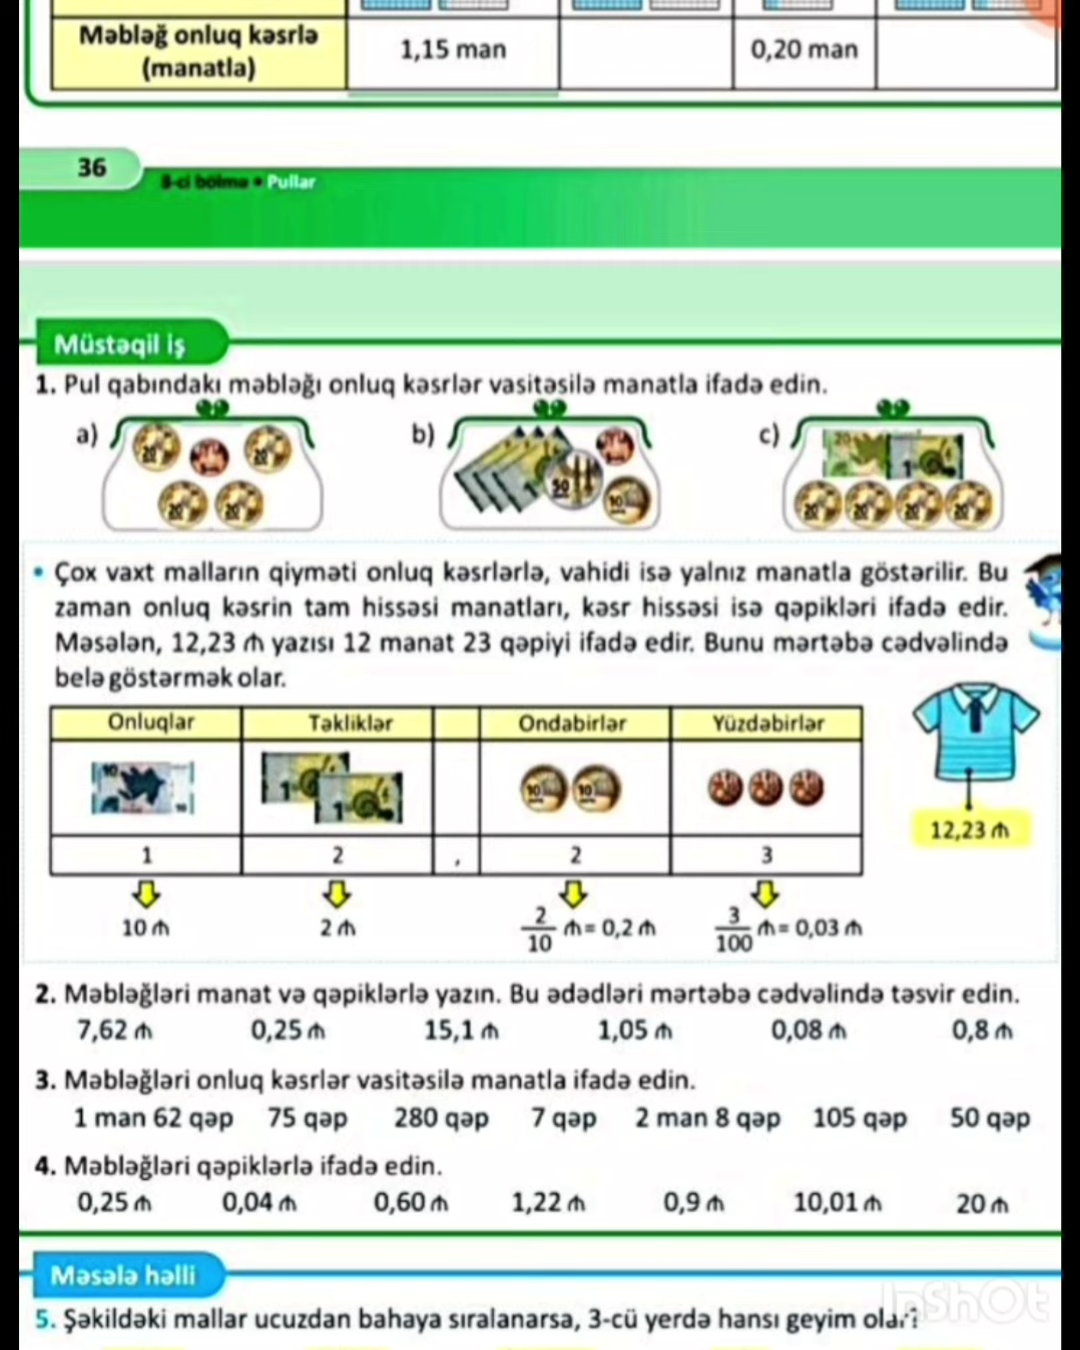 Məbləğ onluq kəsrlə
(manatla)
1,15 man
0,20 man
36
3-ci bölmə • Pullar
Müstəqil iş
1. Pul qabındakı məbləği onluq kəsrlər vasitəsilə manatla ifadə edin.
a)
b)
c)
• Çox vaxt malların qiyməti onluq kəsrlərlə, vahidi isə yalnız manatla göstərilir. Bu
zaman onluq kəsrin tam hissəsi manatları, kəsr hissəsi isə qəpikləri ifadə edir.
Məsələn, 12,23 ₼ yazısı 12 manat 23 qəpiyi ifadə edir. Bunu mərtəbə cədvəlində
belə göstərmək olar.
Onluqlar Təkliklər Ondabirlər Yüzdəbirlər
1 2 , 2 3
12,23 ₼
10 ₼ 2 ₼ 2/10 ₼ = 0,2 ₼ 3/100 ₼ = 0,03 ₼
2. Məbləğləri manat və qəpiklərlə yazın. Bu ədədləri mərtəbə cədvəlində təsvir edin.
7,62 ₼ 0,25 ₼ 15,1 ₼ 1,05 ₼ 0,08 ₼ 0,8 ₼
3. Məbləğləri onluq kəsrlər vasitəsilə manatla ifadə edin.
1 man 62 qəp 75 qəp 280 qəp 7 qəp 2 man 8 qəp 105 qəp 50 qəp
4. Məbləğləri qəpiklərlə ifadə edin.
0,25 ₼ 0,04 ₼ 0,60 ₼ 1,22 ₼ 0,9 ₼ 10,01 ₼ 20 ₼
Məsələ həlli
5. Şəkildəki mallar ucuzdan bahaya sıralanarsa, 3-cü yerdə hansı geyim olar?
InShOt